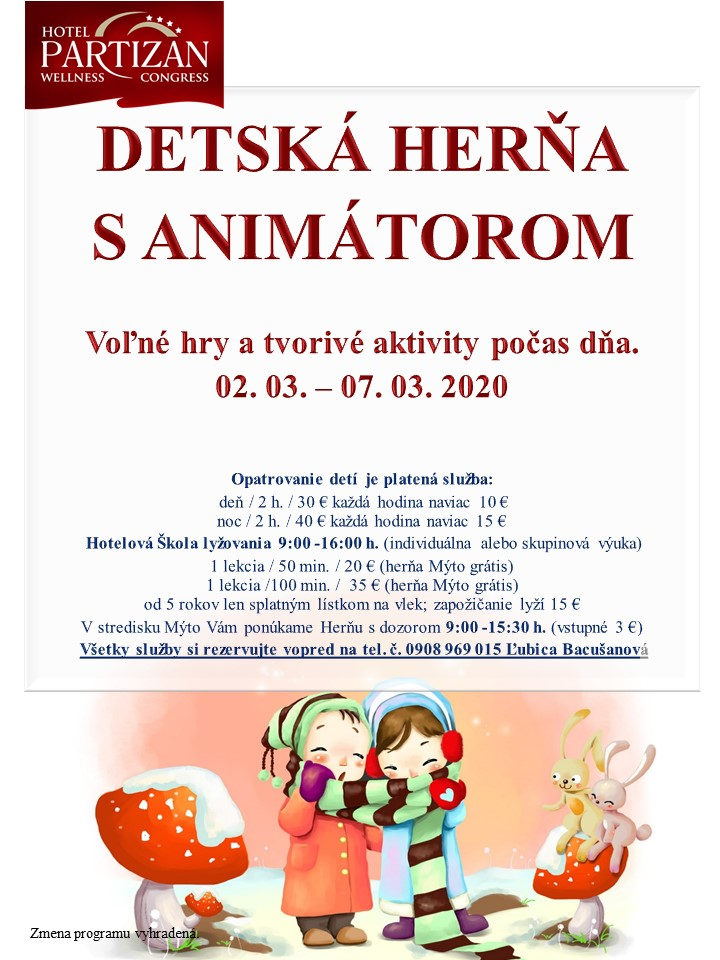 HOTEL
PARTIZAN
WELLNESS CONGRESS
DETSKÁ HERŇA
S ANIMÁTOROM
Voľné hry a tvorivé aktivity počas dňa.
02. 03. – 07. 03. 2020
Opatrovanie detí je platená služba:
deň / 2 h. / 30 € každá hodina naviac 10 €
noc / 2 h. / 40 € každá hodina naviac 15 €
Hotelová Škola lyžovania 9:00 -16:00 h. (individuálna alebo skupinová výuka)
1 lekcia / 50 min. / 20 € (herňa Mýto grátis)
1 lekcia /100 min. / 35 € (herňa Mýto grátis)
od 5 rokov len splatným lístkom na vlek; zapožičanie lyží 15 €
V stredisku Mýto Vám ponúkame Herňu s dozorom 9:00 -15:30 h. (vstupné 3 €)
Všetky služby si rezervujte vopred na tel. č. 0908 969 015 Ľubica Bacušanová
Zmena programu vyhradená.